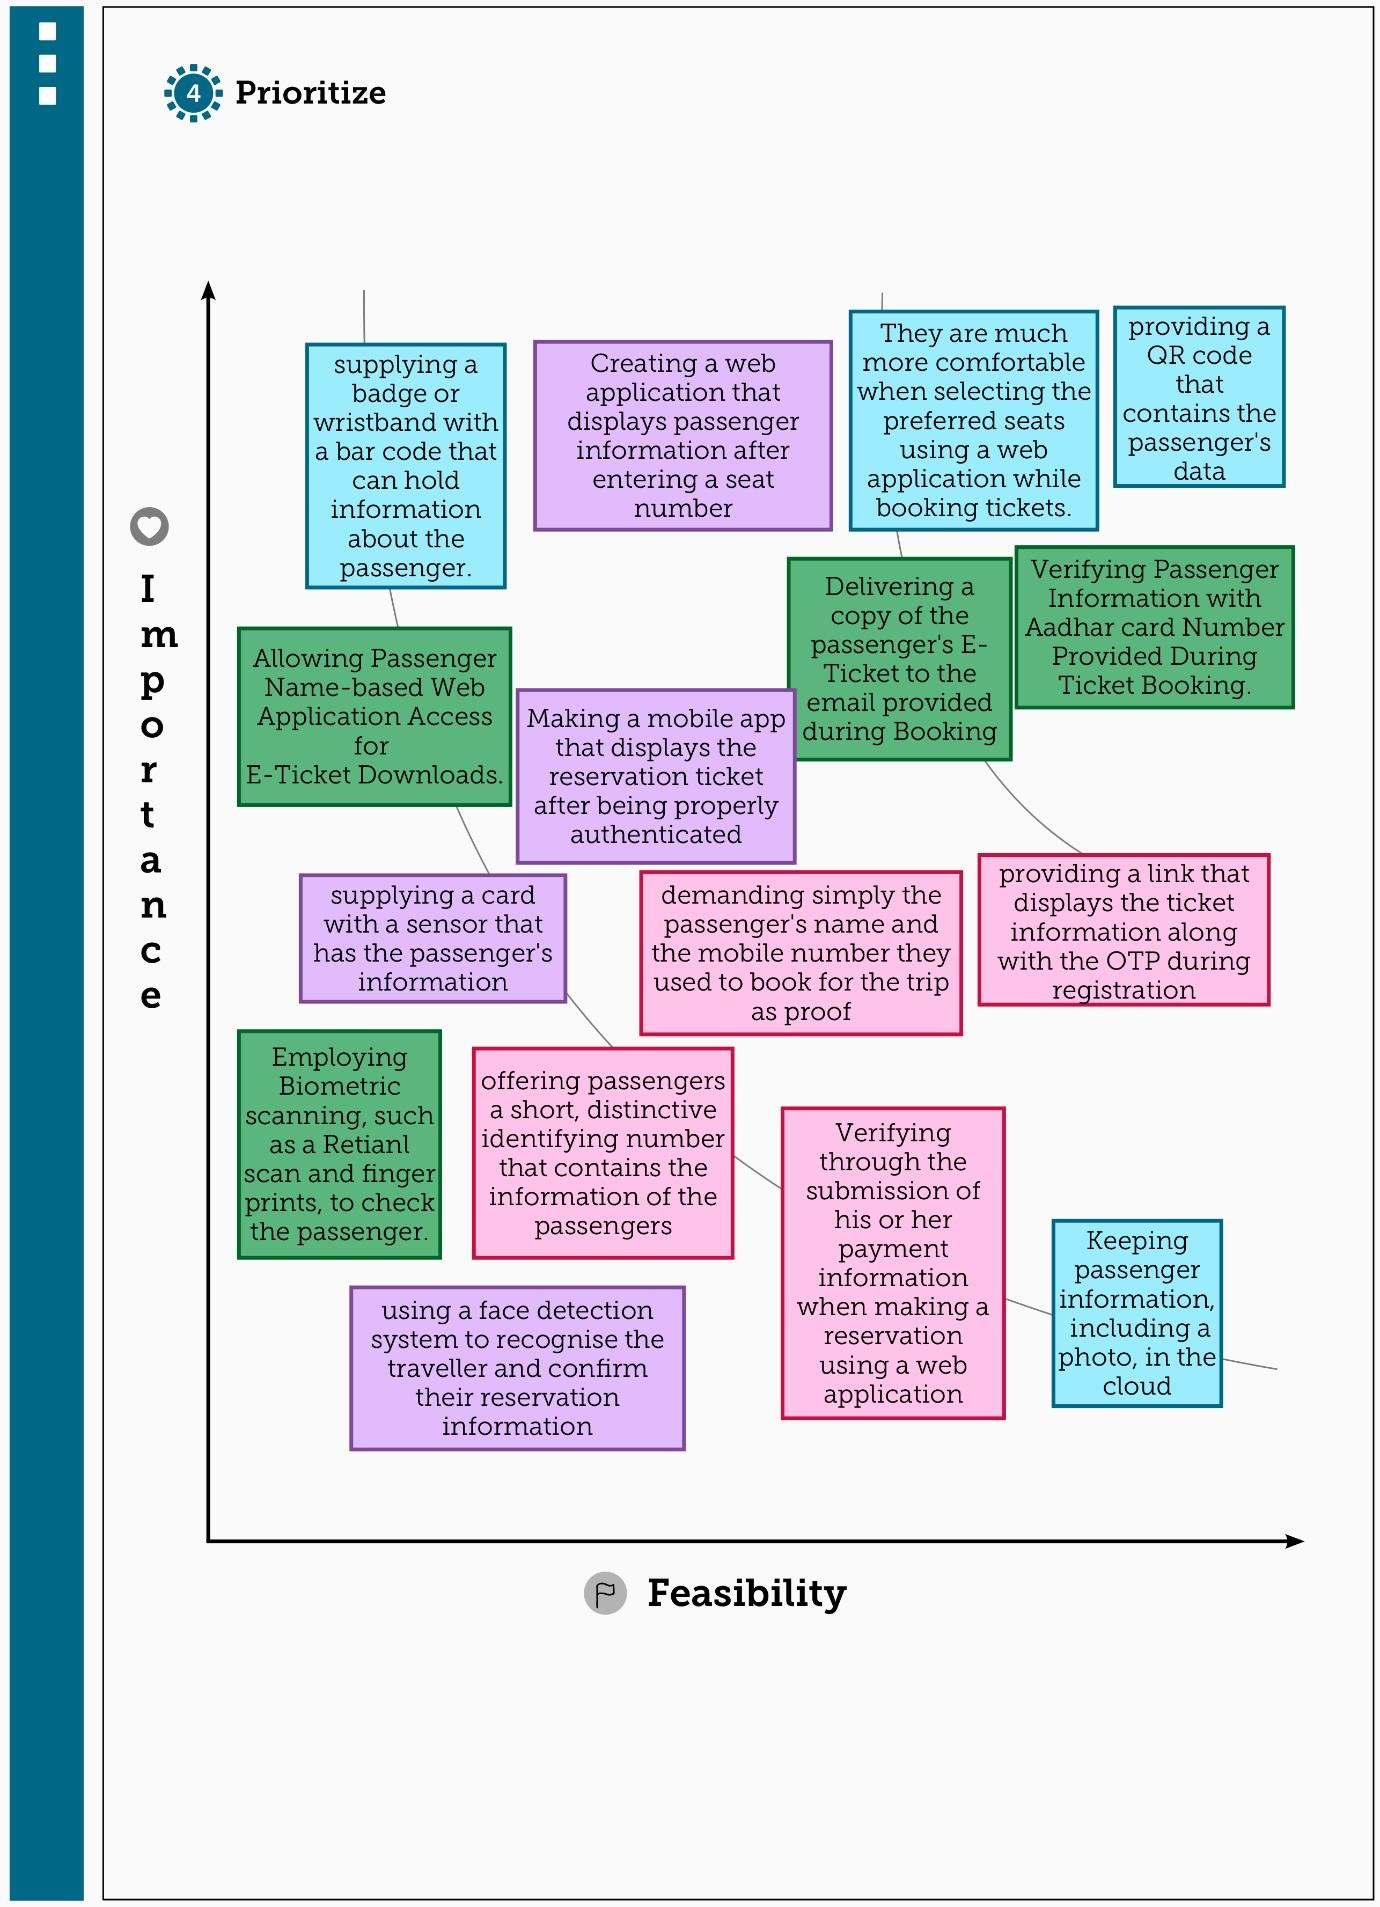 4
Prioritize
supplying a
badge or
wristband with
a bar code that
can hold
information
about the
passenger.
Creating a web
application that
displays passenger
information after
entering a seat
number
They are much
more comfortable
when selecting the
preferred seats
using a web
application while
booking tickets.
providing a
QR code
that
contains the
passenger's
data
Allowing Passenger
Name-based Web
Application Access
for
E-Ticket Downloads.
Making a mobile app
that displays the
reservation ticket
after being properly
authenticated
Delivering a
copy of the
passenger's E-
Ticket to the
email provided
during Booking
Verifying Passenger
Information with
Aadhar card Number
Provided During
Ticket Booking.
supplying a card
with a sensor that
has the passenger's
information
demanding simply the
passenger's name and
the mobile number they
used to book for the trip
as proof
providing a link that
displays the ticket
information along
with the OTP during
registration
Employing
Biometric
scanning, such
as a Retianl
scan and finger
prints, to check
the passenger.
offering passengers
a short, distinctive
identifying number
that contains the
information of the
passengers
Verifying
through the
submission of
his or her
payment
information
when making a
reservation
using a web
application
Keeping
passenger
information,
including a
photo, in the
cloud
using a face detection
system to recognise the
traveller and confirm
their reservation
information
I
m
p
o
r
t
a
n
c
e
Feasibility